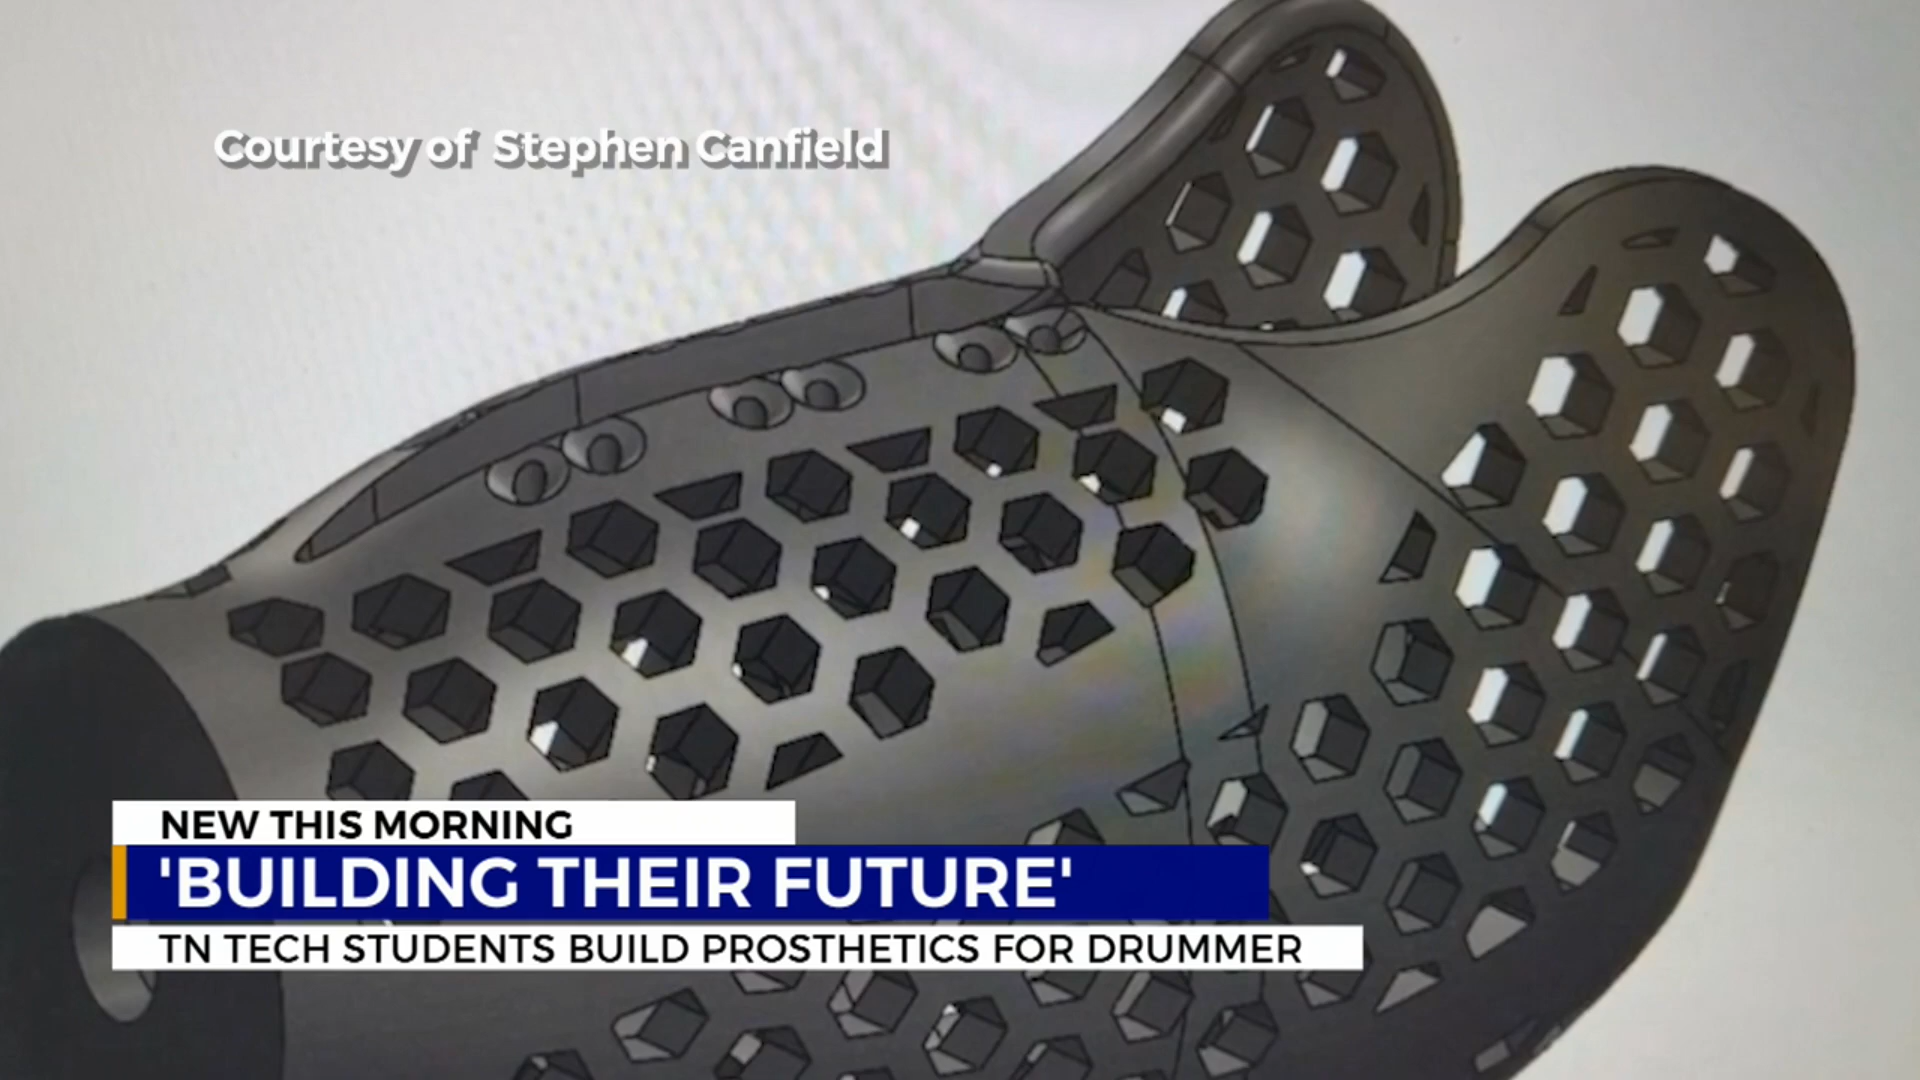 Courtesy of Stephen Canfield
NEW THIS MORNING
'BUILDING THEIR FUTURE'
TN TECH STUDENTS BUILD PROSTHETICS FOR DRUMMER